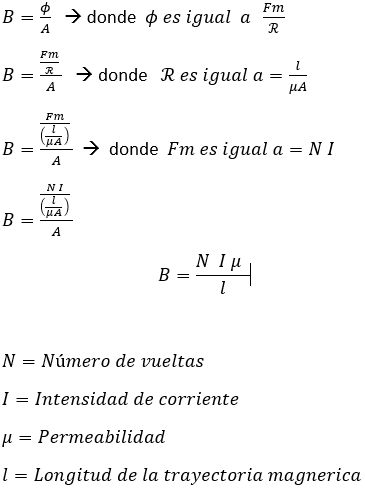 B = ϕ/A → donde ϕ es igual a Fm/ℛ
B = (Fm/ℛ)/A → donde ℛ es igual a = l/μA
B = (Fm/(l/μA))/A → donde Fm es igual a = N I
B = (N I/(l/μA))/A
B = N I μ/l
N = Número de vueltas
I = Intensidad de corriente
μ = Permeabilidad
l = Longitud de la trayectoria magnerica